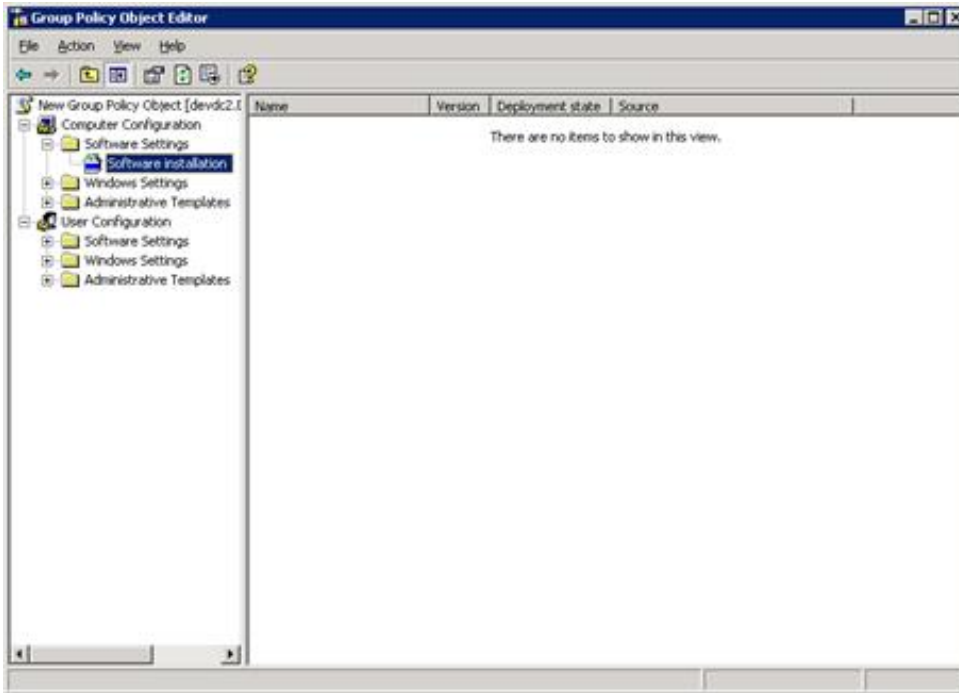 Group Policy Object Editor
File Action View Help
New Group Policy Object [devdc2.
Name Version Deployment state Source
Computer Configuration
There are no items to show in this view.
Software Settings
Software installation
Windows Settings
Administrative Templates
User Configuration
Software Settings
Windows Settings
Administrative Templates